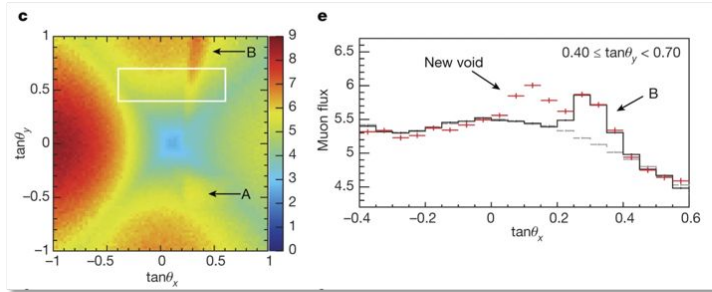 c
1
0.5
0
−0.5
−1
tanθy
−1
−0.5
0
0.5
1
tanθx
B
A
9
8
7
6
5
4
3
2
1
0
e
6.5
6.0
5.5
5.0
4.5
Muon flux
0.40 ≤ tanθy < 0.70
New void
B
−0.4
−0.2
0
0.2
0.4
0.6
tanθx